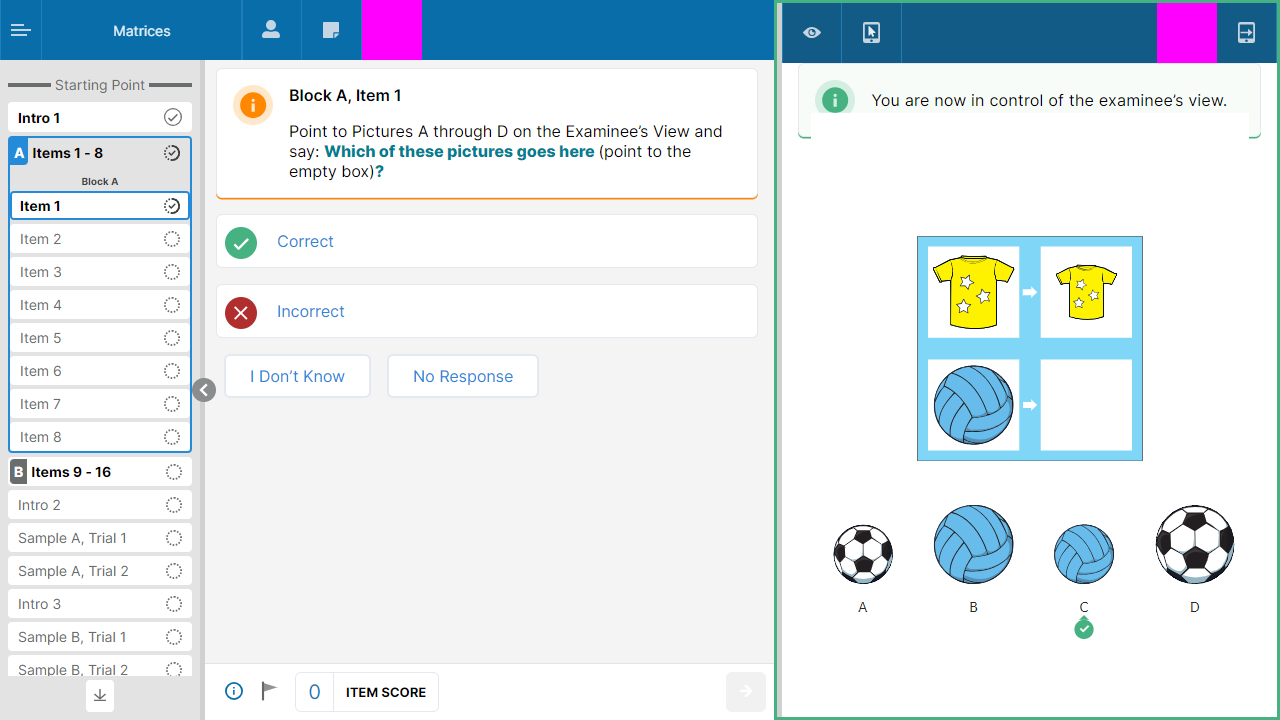 Matrices
Starting Point
Intro 1
A Items 1 - 8
Block A
Item 1
Item 2
Item 3
Item 4
Item 5
Item 6
Item 7
Item 8
B Items 9 - 16
Intro 2
Sample A, Trial 1
Sample A, Trial 2
Intro 3
Sample B, Trial 1
Sample B, Trial 2
Block A, Item 1
Point to Pictures A through D on the Examinee’s View and
say: Which of these pictures goes here (point to the
empty box)?
Correct
Incorrect
I Don’t Know
No Response
0 ITEM SCORE
You are now in control of the examinee’s view.
A B C D